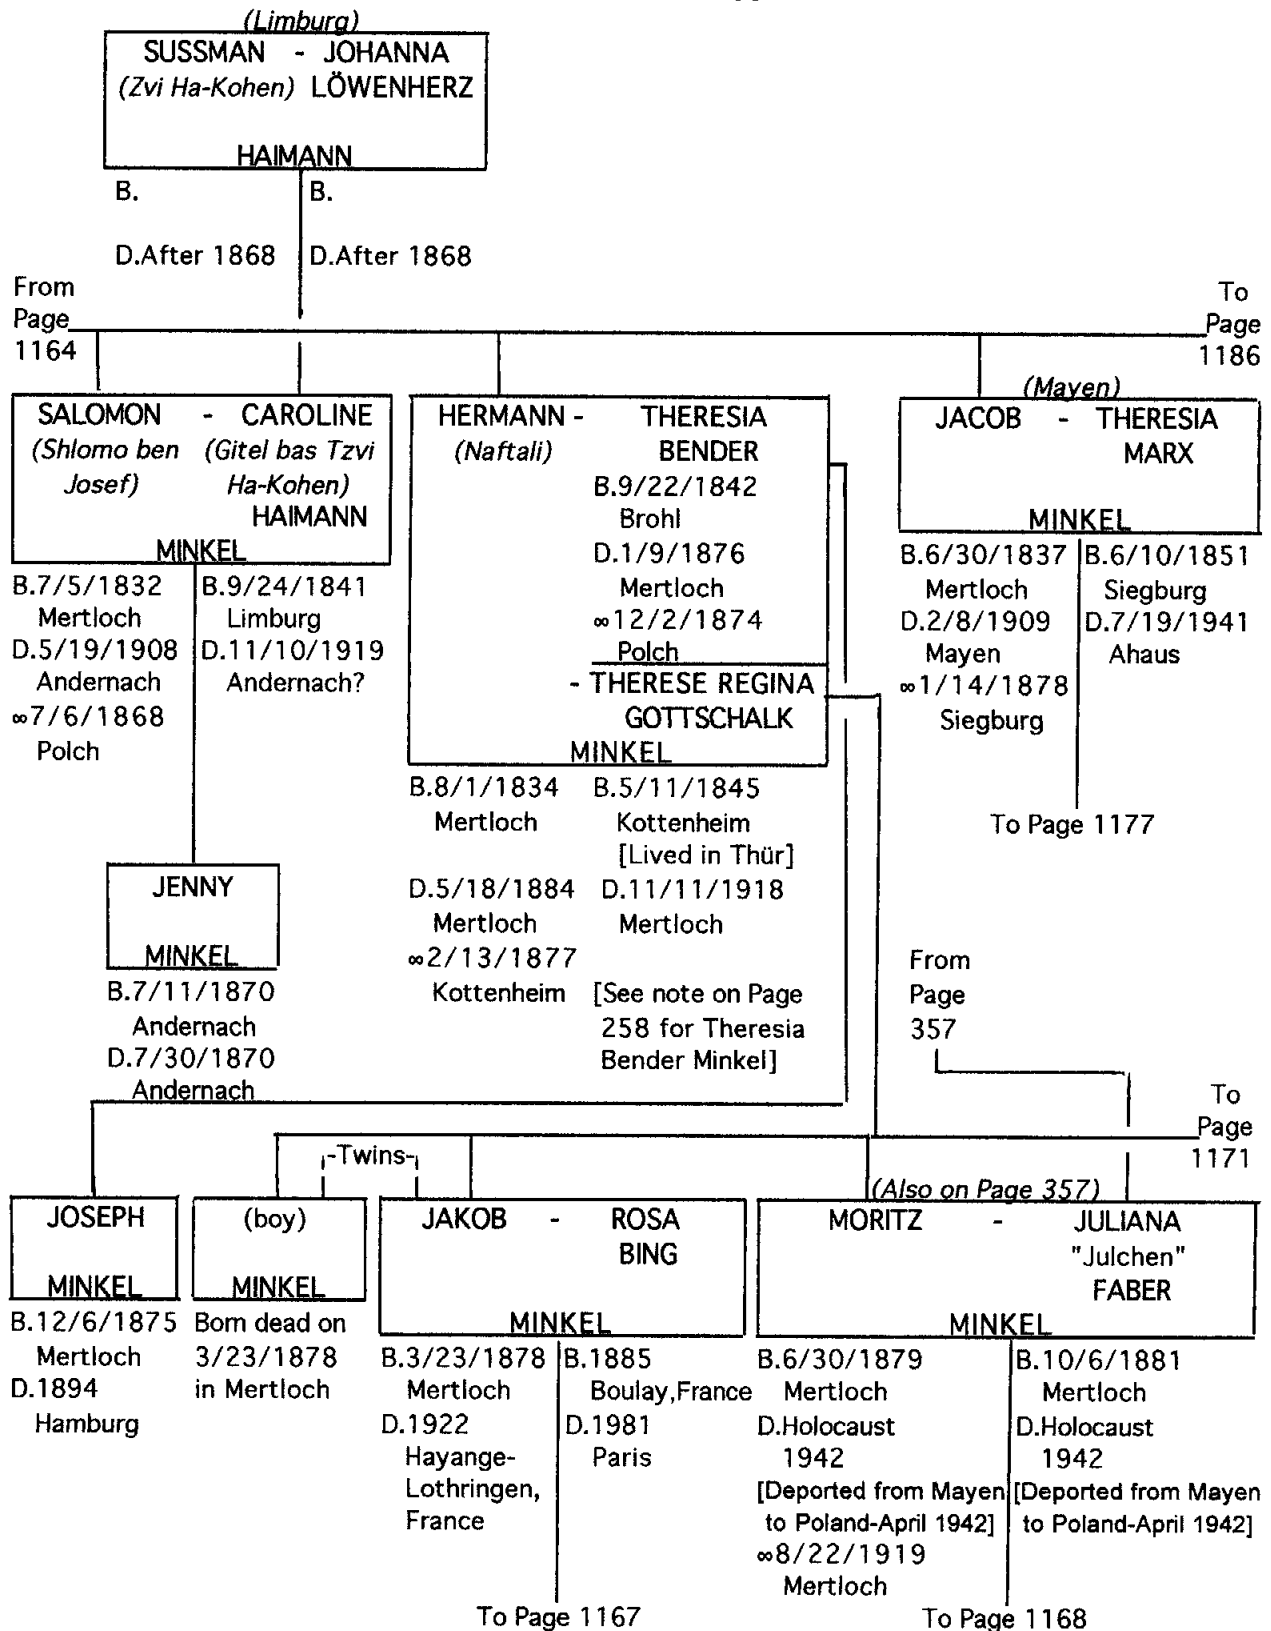 (Limburg)
SUSSMAN - JOHANNA
(Zvi Ha-Kohen) LÖWENHERZ
HAIMANN
B. B.
D.After 1868 D.After 1868
From
Page
1164
To
Page
1186
SALOMON - CAROLINE
(Shlomo ben (Gitel bas Tzvi
Josef) Ha-Kohen)
HAIMANN
MINKEL
B.7/5/1832 B.9/24/1841
Mertloch Limburg
D.5/19/1908 D.11/10/1919
Andernach Andernach?
∞7/6/1868
Polch
HERMANN - THERESIA
(Naftali) BENDER
B.9/22/1842
Brohl
D.1/9/1876
Mertloch
∞12/2/1874
Polch
- THERESE REGINA
GOTTSCHALK
MINKEL
B.8/1/1834 B.5/11/1845
Mertloch Kottenheim
[Lived in Thür]
D.5/18/1884 D.11/11/1918
Mertloch Mertloch
∞2/13/1877
Kottenheim [See note on Page
258 for Theresia
Bender Minkel]
(Mayen)
JACOB - THERESIA
MARX
MINKEL
B.6/30/1837 B.6/10/1851
Mertloch Siegburg
D.2/8/1909 D.7/19/1941
Mayen Ahaus
∞1/14/1878
Siegburg
To Page 1177
JENNY
MINKEL
B.7/11/1870
Andernach
D.7/30/1870
Andernach
From
Page
357
To
Page
1171
-Twins-
(Also on Page 357)
JOSEPH
MINKEL
B.12/6/1875
Mertloch
D.1894
Hamburg
(boy)
MINKEL
Born dead on
3/23/1878
in Mertloch
JAKOB - ROSA
BING
MINKEL
B.3/23/1878 B.1885
Mertloch Boulay,France
D.1922 D.1981
Hayange- Paris
Lothringen,
France
To Page 1167
MORITZ - JULIANA
"Julchen"
FABER
MINKEL
B.6/30/1879 B.10/6/1881
Mertloch Mertloch
D.Holocaust D.Holocaust
1942 1942
[Deported from Mayen [Deported from Mayen
to Poland-April 1942] to Poland-April 1942]
∞8/22/1919
Mertloch
To Page 1168